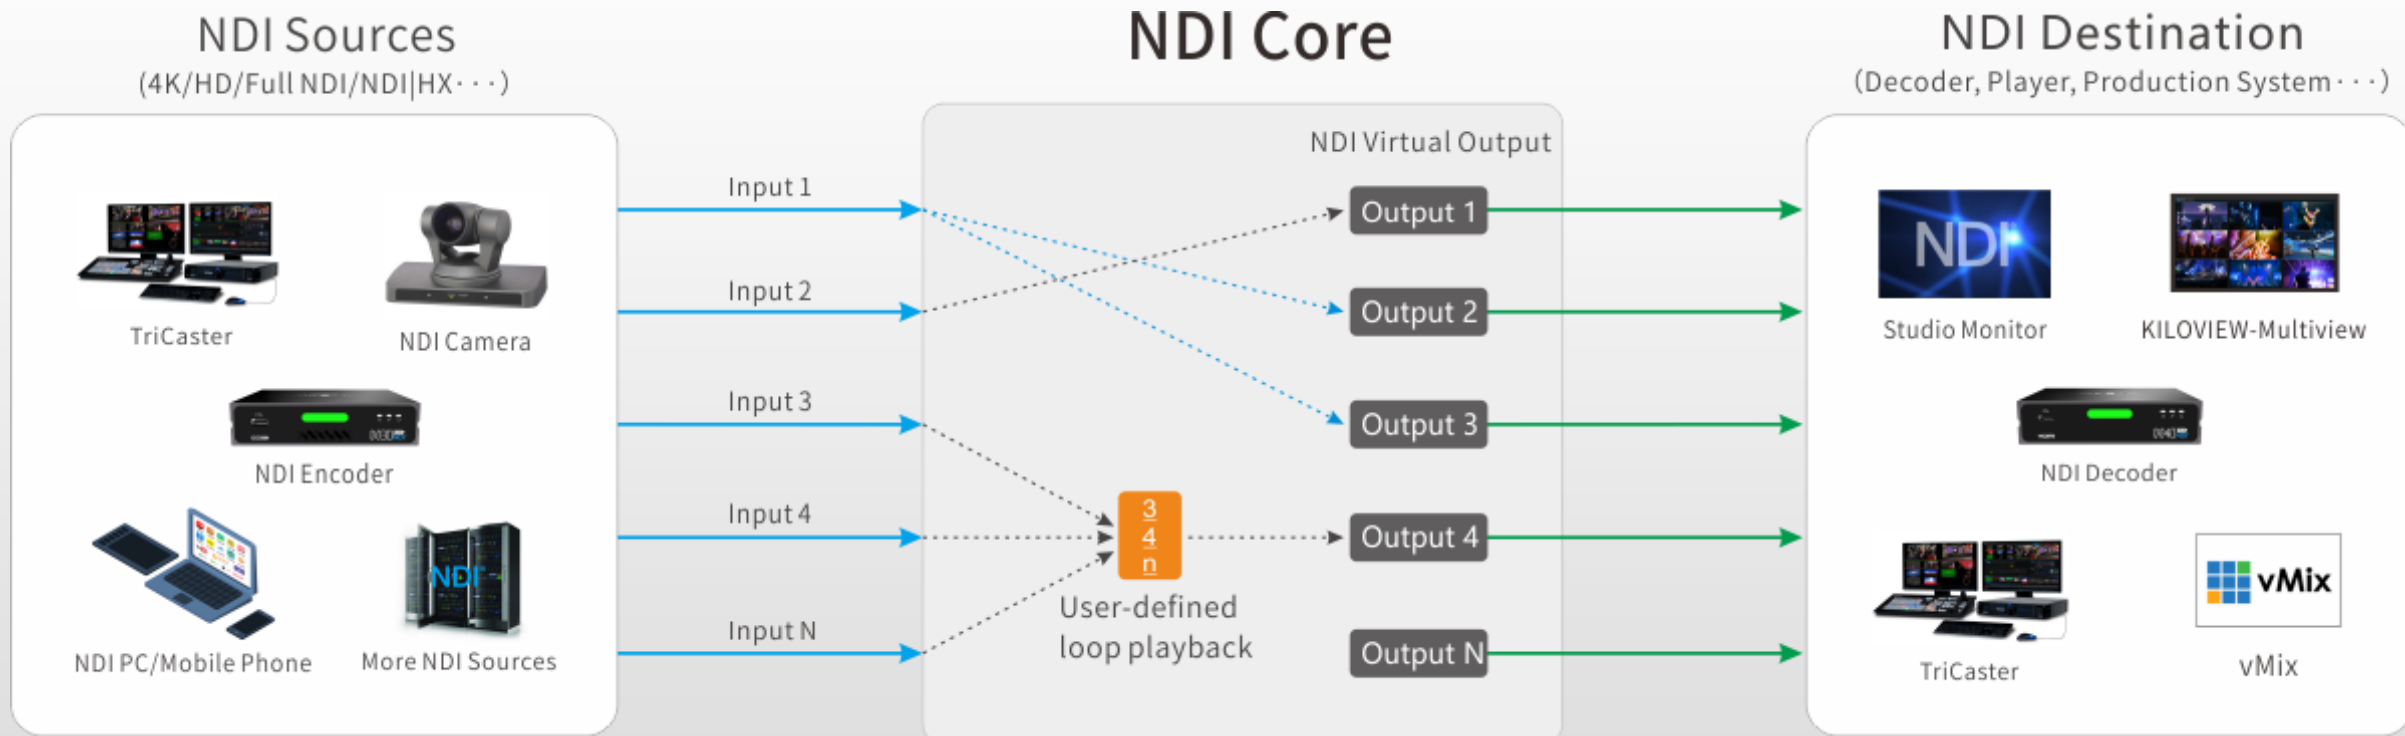 NDI Sources
(4K/HD/Full NDI/NDI|HX···)
TriCaster
NDI Camera
NDI Encoder
NDI PC/Mobile Phone
NDI
More NDI Sources
Input 1
Input 2
Input 3
Input 4
Input N
NDI Core
NDI Virtual Output
Output 1
Output 2
Output 3
3
4
n
Output 4
User-defined
loop playback
Output N
NDI Destination
(Decoder, Player, Production System···)
NDI
Studio Monitor
KILOVIEW-Multiview
NDI Decoder
TriCaster
vMix
vMix